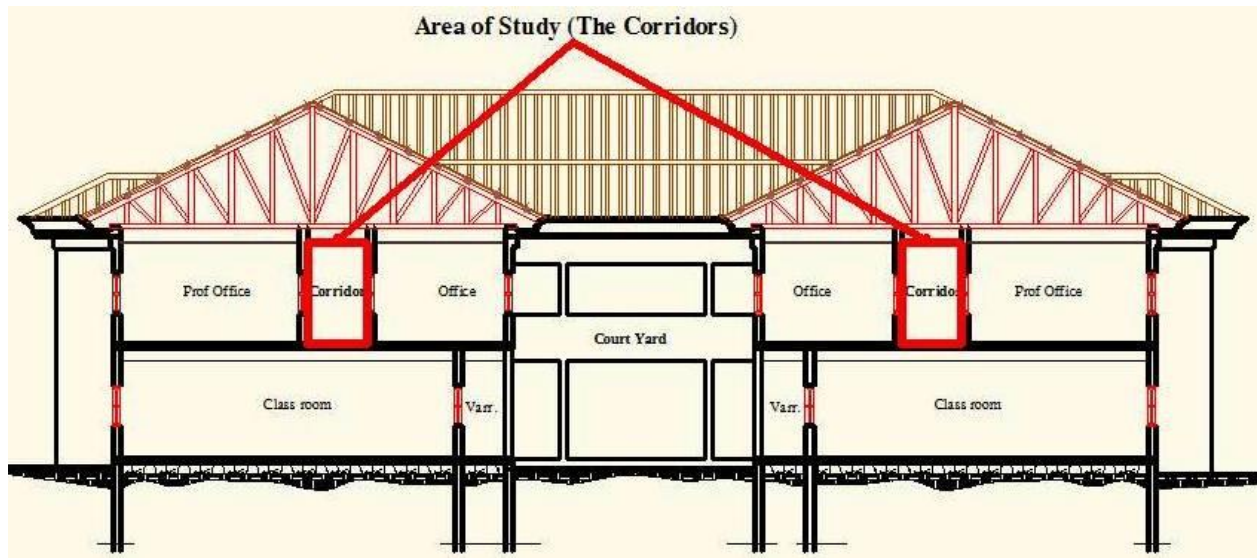 Area of Study (The Corridors)
Prof Office
Corridor
Office
Office
Corridor
Prof Office
Court Yard
Class room
Varr.
Varr.
Class room